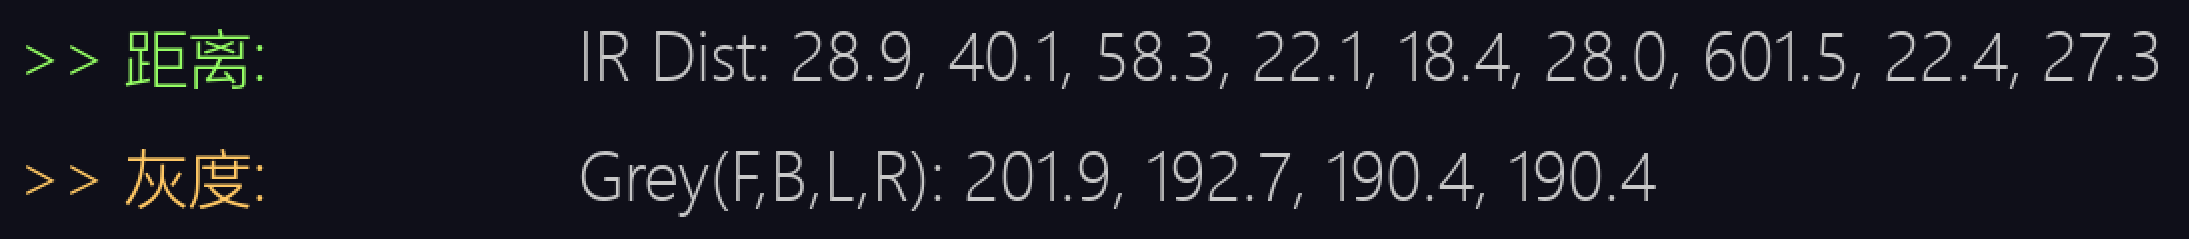 >> 距离: IR Dist: 28.9, 40.1, 58.3, 22.1, 18.4, 28.0, 601.5, 22.4, 27.3
>> 灰度: Grey(F,B,L,R): 201.9, 192.7, 190.4, 190.4